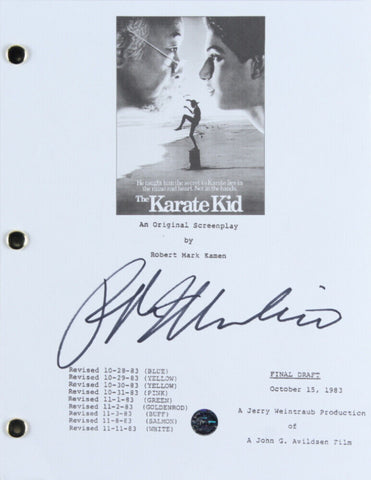 He taught him the secret to Karate lies in
the mind and heart. Not in the hands.
The Karate Kid
An Original Screenplay
by
Robert Mark Kamen
Revised 10-28-83 (BLUE)
Revised 10-29-83 (YELLOW)
Revised 10-30-83 (YELLOW)
Revised 10-31-83 (PINK)
Revised 11-1-83 (GREEN)
Revised 11-2-83 (GOLDENROD)
Revised 11-3-83 (BUFF)
Revised 11-8-83 (SALMON)
Revised 11-11-83 (WHITE)
FINAL DRAFT
October 15, 1983
A Jerry Weintraub Production
of
A John G. Avildsen Film